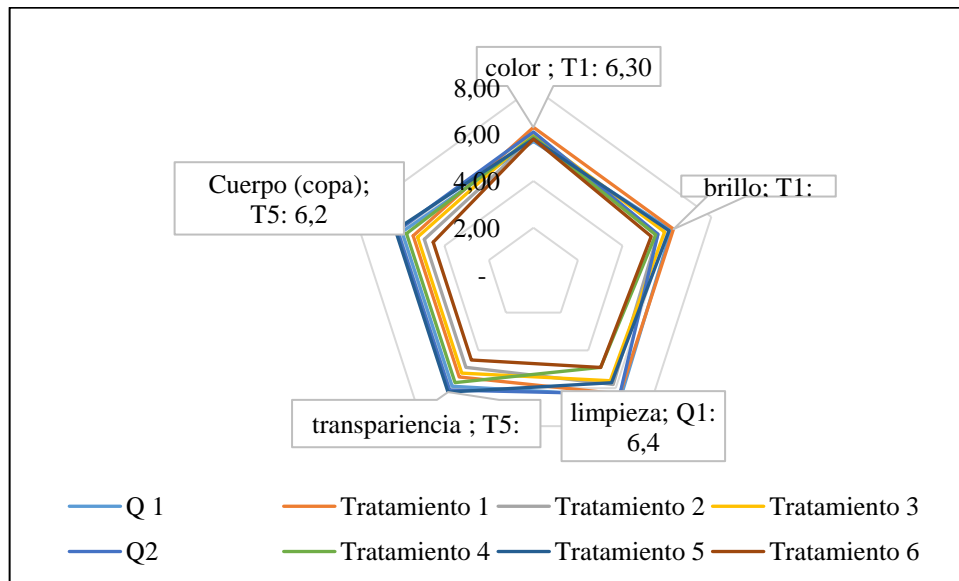 color ; T1: 6,30
8,00
6,00
4,00
2,00
-
brillo; T1:
limpieza; Q1:
6,4
transpariencia ; T5:
Cuerpo (copa);
T5: 6,2
Q 1
Tratamiento 1
Tratamiento 2
Tratamiento 3
Q2
Tratamiento 4
Tratamiento 5
Tratamiento 6